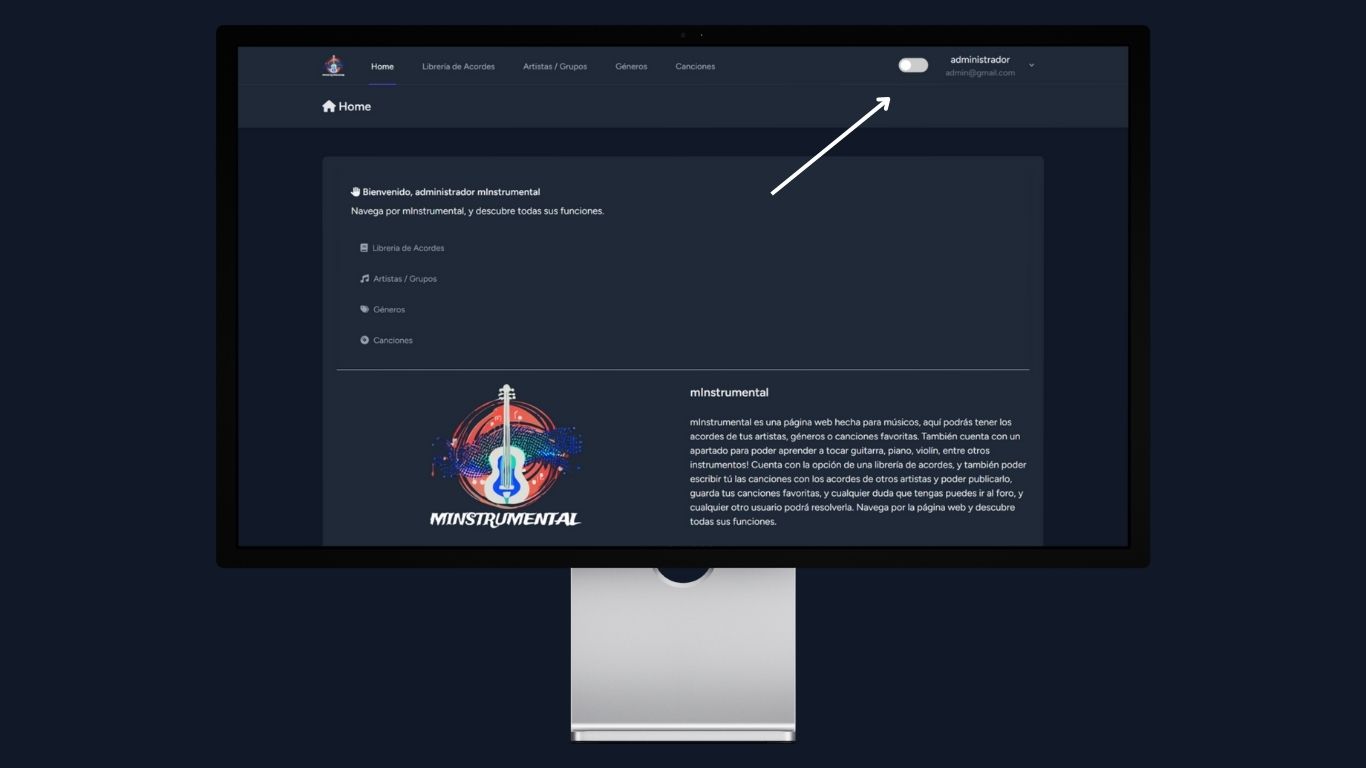 Home
Librería de Acordes
Artistas / Grupos
Géneros
Canciones
administrador
admin@gmail.com
Home
Bienvenido, administrador mInstrumental
Navega por mInstrumental, y descubre todas sus funciones.
Librería de Acordes
Artistas / Grupos
Géneros
Canciones
MINSTRUMENTAL
mInstrumental
mInstrumental es una página web hecha para músicos, aquí podrás tener los
acordes de tus artistas, géneros o canciones favoritas. También cuenta con un
apartado para poder aprender a tocar guitarra, piano, violín, entre otros
instrumentos! Cuenta con la opción de una librería de acordes, y también poder
escribir tú las canciones con los acordes de otros artistas y poder publicarlo,
guarda tus canciones favoritas, y cualquier duda que tengas puedes ir al foro, y
cualquier otro usuario podrá resolverla. Navega por la página web y descubre
todas sus funciones.